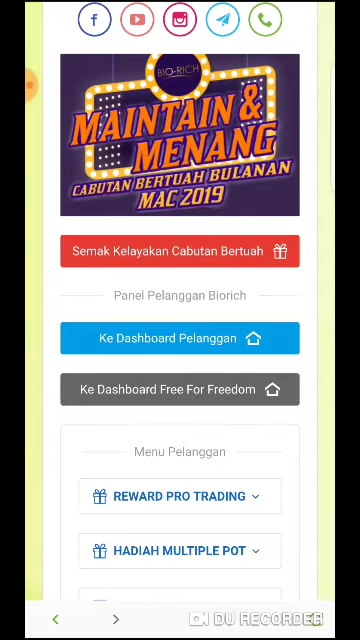 BIO-RICH
MAINTAIN &
MENANG
CABUTAN BERTUAH BULANAN
MAC 2019
Semak Kelayakan Cabutan Bertuah
Panel Pelanggan Biorich
Ke Dashboard Pelanggan
Ke Dashboard Free For Freedom
Menu Pelanggan
REWARD PRO TRADING
HADIAH MULTIPLE POT
DU RECORDER